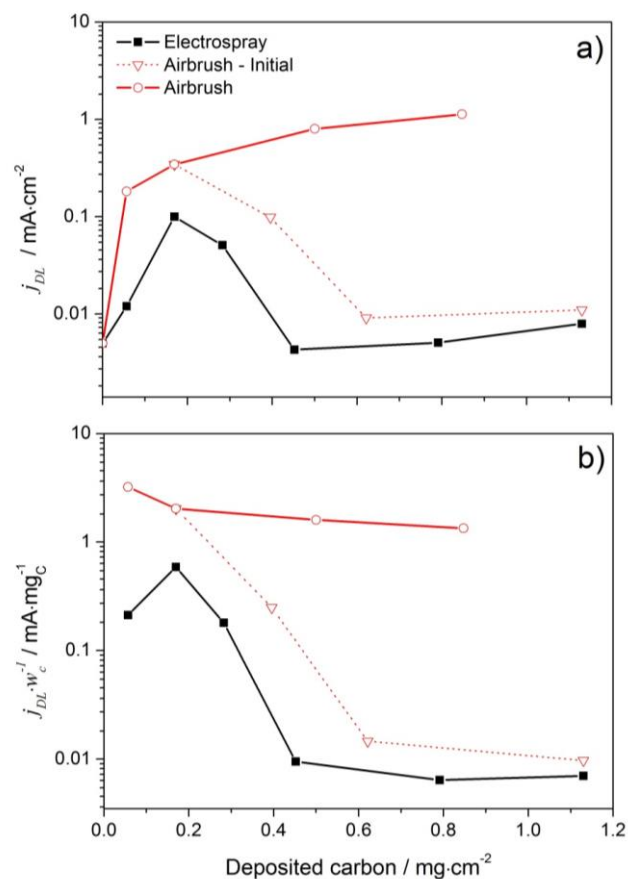 10
1
0.1
0.01
j_DL / mA·cm⁻²
Electrospray
Airbrush - Initial
Airbrush
a)
10
1
0.1
0.01
j_DL·w_c⁻¹ / mA·mg_C⁻¹
b)
0.0 0.2 0.4 0.6 0.8 1.0 1.2
Deposited carbon / mg·cm⁻²